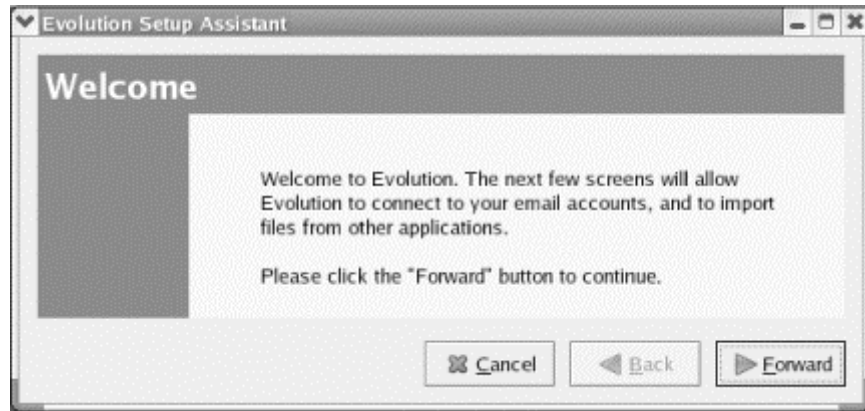 Evolution Setup Assistant
Welcome
Welcome to Evolution. The next few screens will allow
Evolution to connect to your email accounts, and to import
files from other applications.
Please click the "Forward" button to continue.
Cancel
Back
Forward